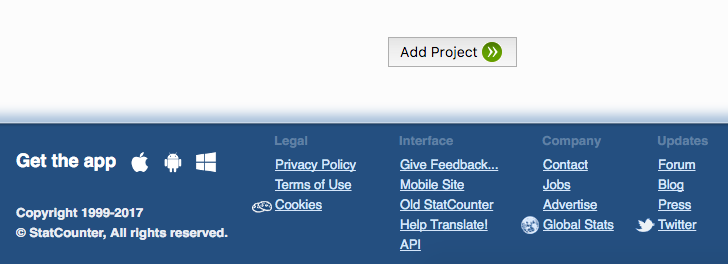 Add Project
Get the app
Copyright 1999-2017
© StatCounter, All rights reserved.
Legal
Privacy Policy
Terms of Use
Cookies
Interface
Give Feedback...
Mobile Site
Old StatCounter
Help Translate!
API
Company
Contact
Jobs
Advertise
Global Stats
Updates
Forum
Blog
Press
Twitter